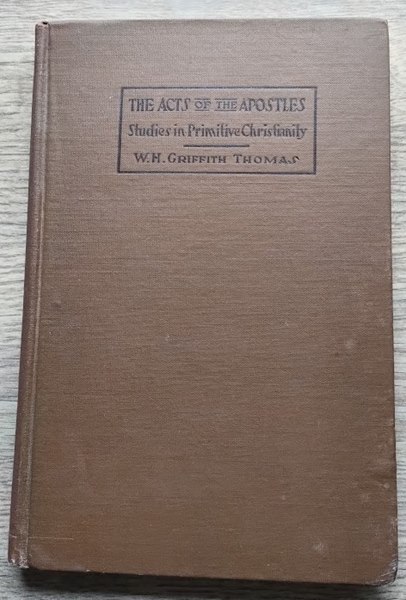 THE ACTS OF THE APOSTLES
Studies in Primitive Christianity
W.H. GRIFFITH THOMAS